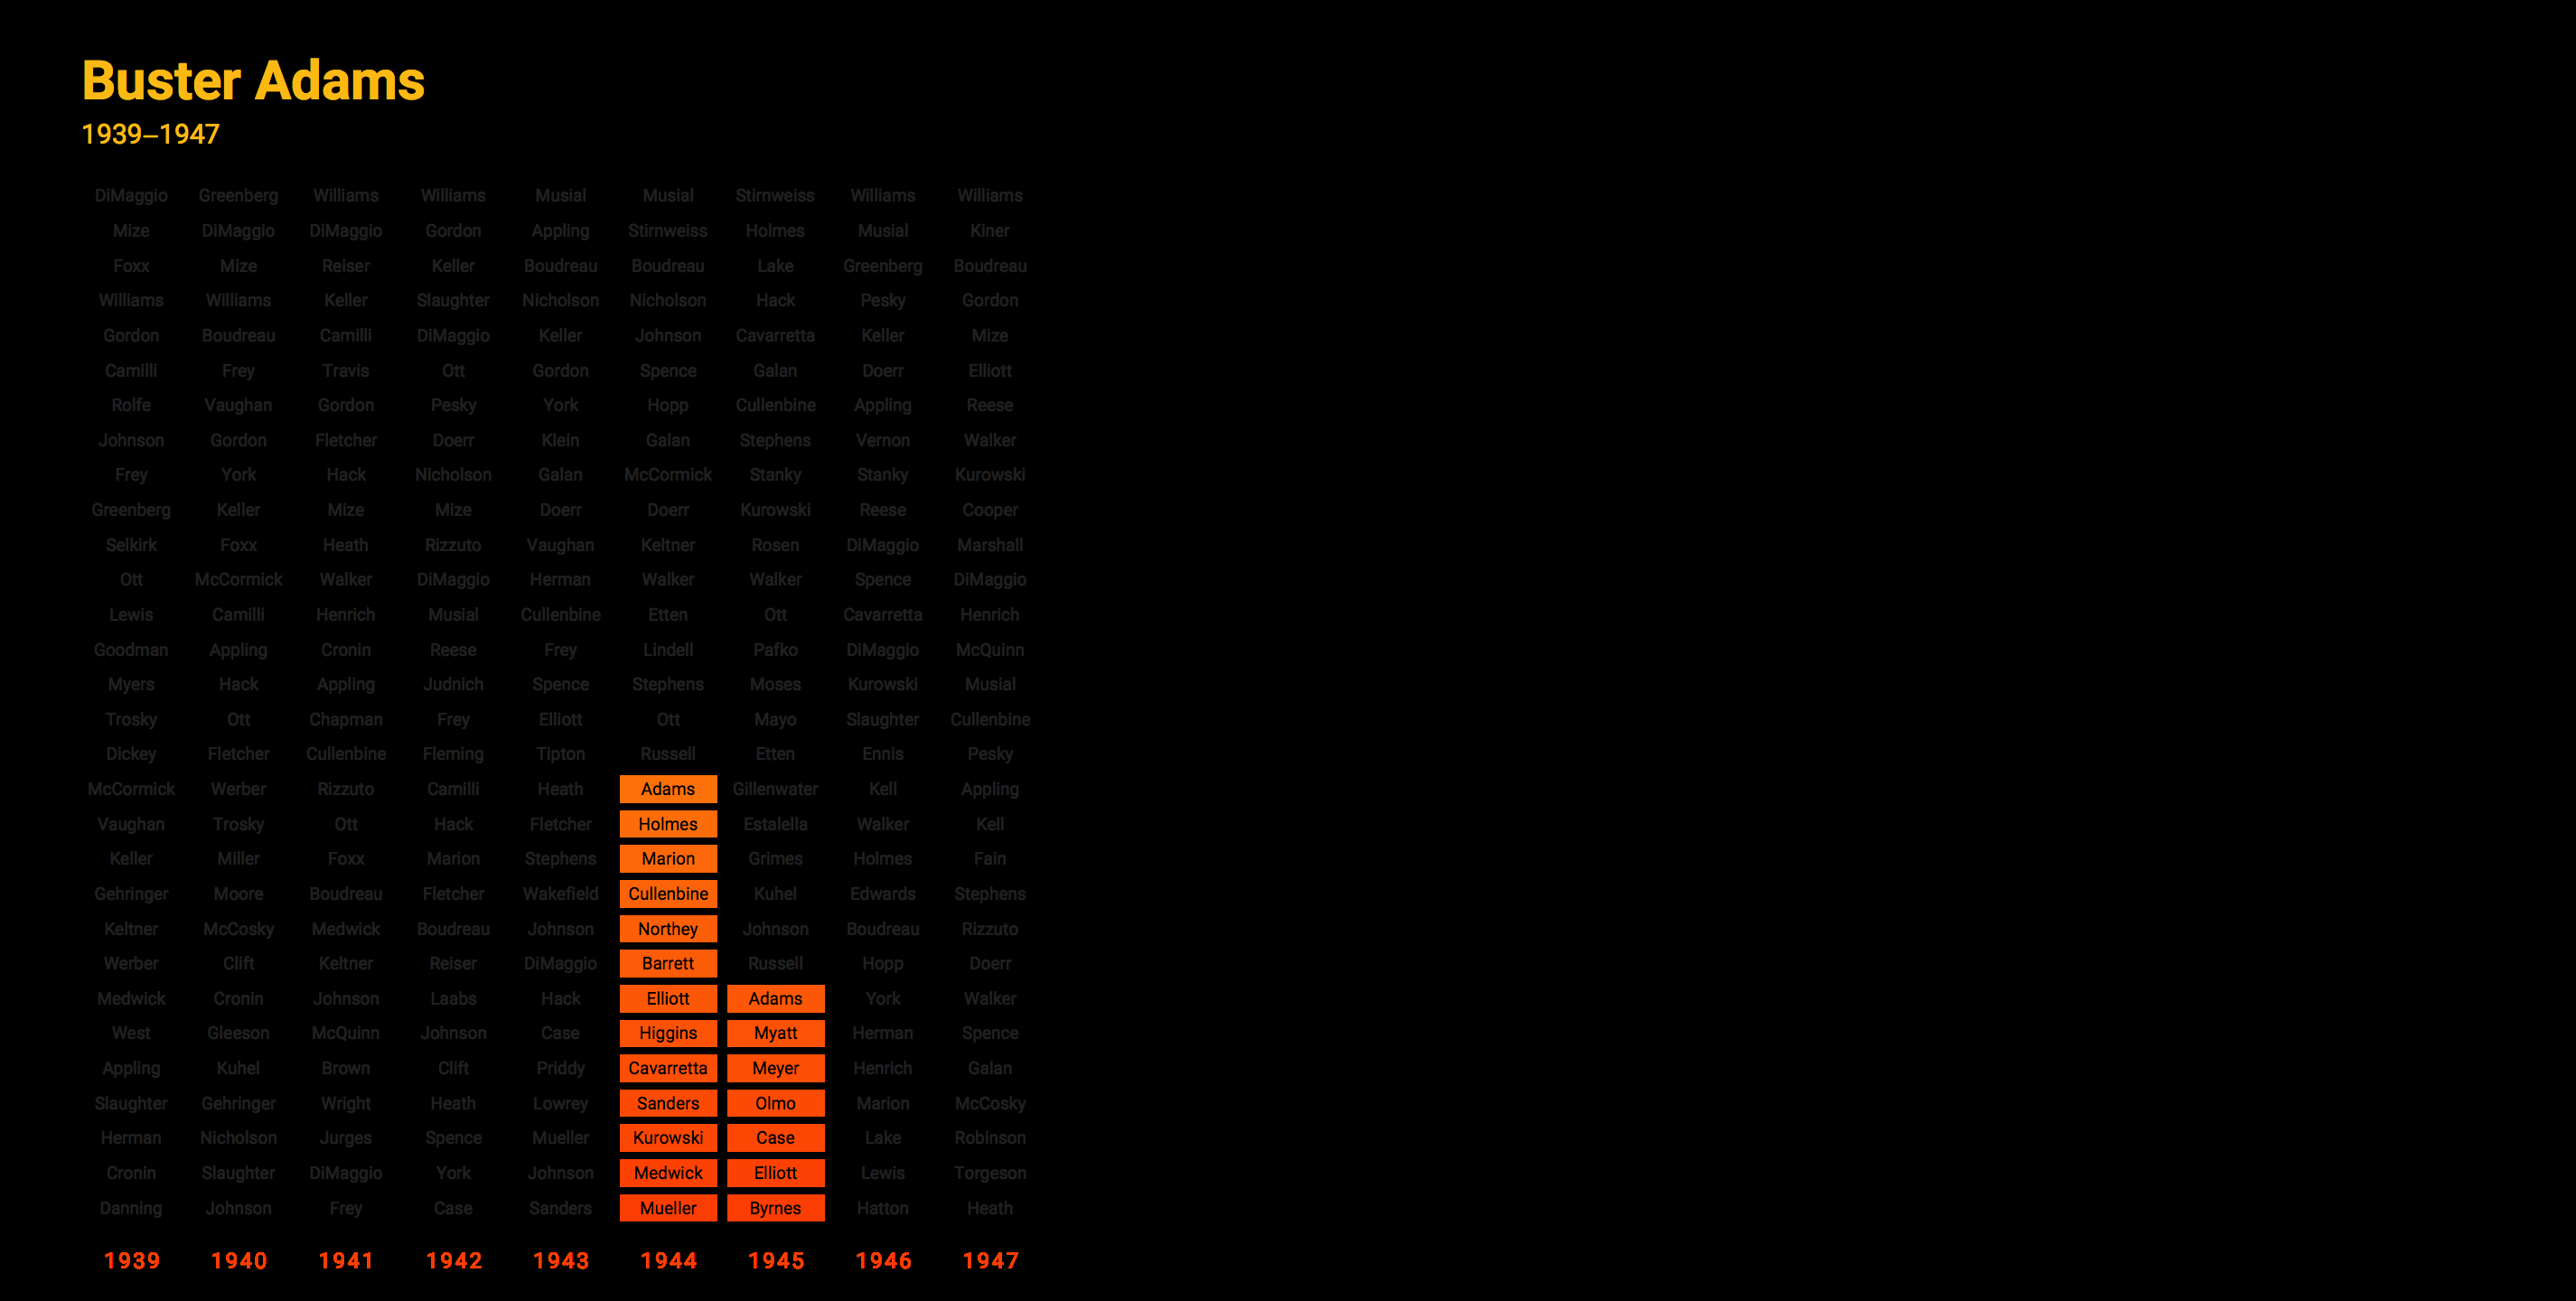 Buster Adams
1939–1947
DiMaggio Greenberg Williams Williams Musial Musial Stirnweiss Williams Williams
Mize DiMaggio DiMaggio Gordon Appling Stirnweiss Holmes Musial Kiner
Foxx Mize Reiser Keller Boudreau Boudreau Lake Greenberg Boudreau
Williams Williams Keller Slaughter Nicholson Nicholson Hack Pesky Gordon
Gordon Boudreau Camilli DiMaggio Keller Johnson Cavarretta Keller Mize
Camilli Frey Travis Ott Gordon Spence Galan Doerr Elliott
Rolfe Vaughan Gordon Pesky York Hopp Cullenbine Appling Reese
Johnson Gordon Fletcher Doerr Klein Galan Stephens Vernon Walker
Frey York Hack Nicholson Galan McCormick Stanky Stanky Kurowski
Greenberg Keller Mize Mize Doerr Doerr Kurowski Reese Cooper
Selkirk Foxx Heath Rizzuto Vaughan Keltner Rosen DiMaggio Marshall
Ott McCormick Walker DiMaggio Herman Walker Walker Spence DiMaggio
Lewis Camilli Henrich Musial Cullenbine Etten Ott Cavarretta Henrich
Goodman Appling Cronin Reese Frey Lindell Pafko DiMaggio McQuinn
Myers Hack Appling Judnich Spence Stephens Moses Kurowski Musial
Trosky Ott Chapman Frey Elliott Ott Mayo Slaughter Cullenbine
Dickey Fletcher Cullenbine Fleming Tipton Russell Etten Ennis Pesky
McCormick Werber Rizzuto Camilli Heath Adams Gillenwater Kell Appling
Vaughan Trosky Ott Hack Fletcher Holmes Estalella Walker Kell
Keller Miller Foxx Marion Stephens Marion Grimes Holmes Fain
Gehringer Moore Boudreau Fletcher Wakefield Cullenbine Kuhel Edwards Stephens
Keltner McCosky Medwick Boudreau Johnson Northey Johnson Boudreau Rizzuto
Werber Clift Keltner Reiser DiMaggio Barrett Russell Hopp Doerr
Medwick Cronin Johnson Laabs Hack Elliott Adams York Walker
West Gleeson McQuinn Johnson Case Higgins Myatt Herman Spence
Appling Kuhel Brown Clift Priddy Cavarretta Meyer Henrich Galan
Slaughter Gehringer Wright Heath Lowrey Sanders Olmo Marion McCosky
Herman Nicholson Jurges Spence Mueller Kurowski Case Lake Robinson
Cronin Slaughter DiMaggio York Johnson Medwick Elliott Lewis Torgeson
Danning Johnson Frey Case Sanders Mueller Byrnes Hatton Heath
1939 1940 1941 1942 1943 1944 1945 1946 1947